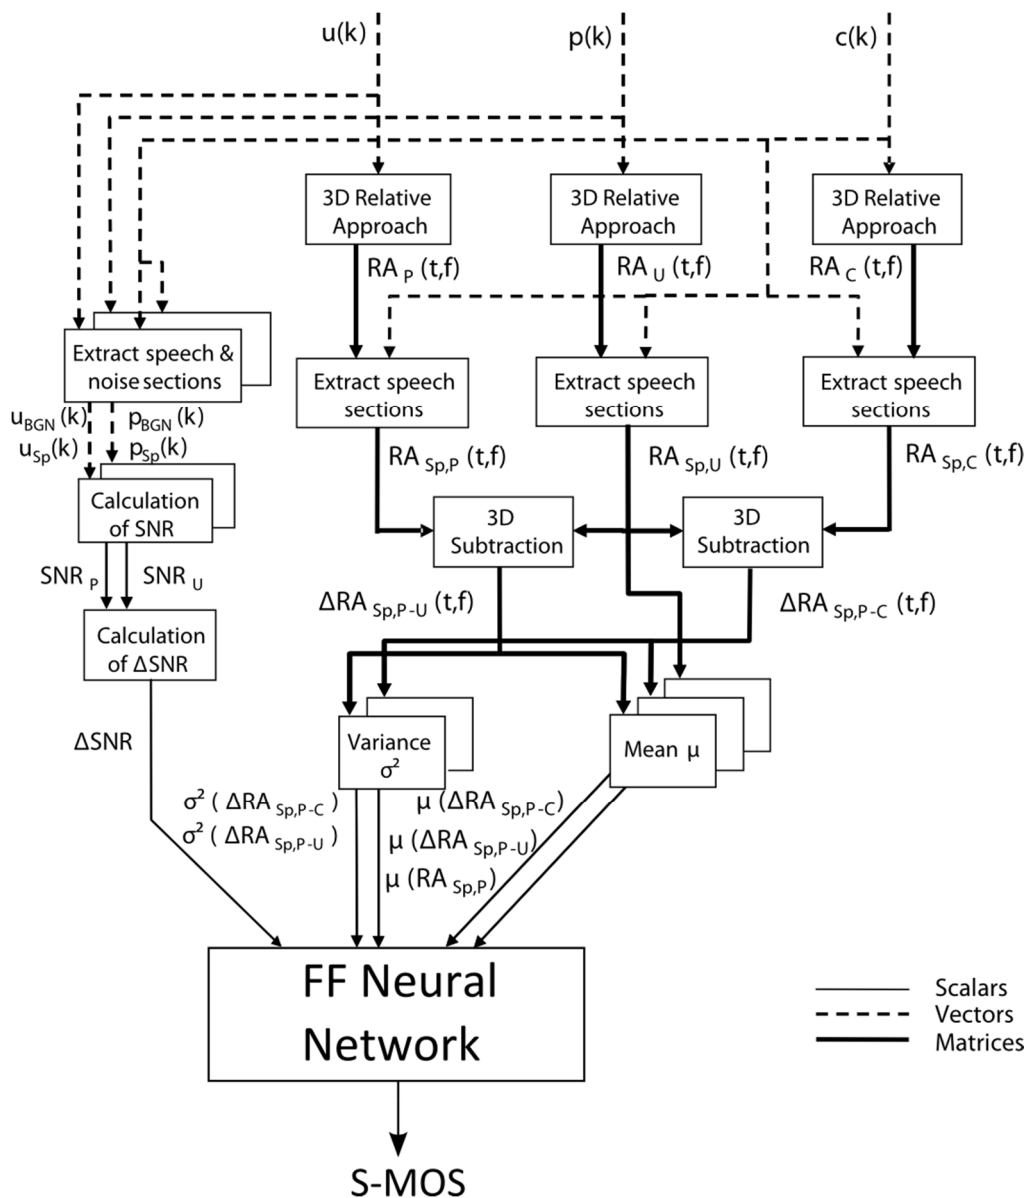 u(k)
p(k)
c(k)
3D Relative
Approach
3D Relative
Approach
3D Relative
Approach
RA P (t,f)
RA U (t,f)
RA C (t,f)
Extract speech &
noise sections
Extract speech
sections
Extract speech
sections
Extract speech
sections
uBGN (k)
pBGN (k)
uSp(k)
pSp(k)
RA Sp,P (t,f)
RA Sp,U (t,f)
RA Sp,C (t,f)
Calculation
of SNR
3D
Subtraction
3D
Subtraction
SNR P
SNR U
ΔRA Sp,P-U (t,f)
ΔRA Sp,P-C (t,f)
Calculation
of ΔSNR
ΔSNR
Variance
σ²
Mean μ
σ² ( ΔRA Sp,P-C )
σ² ( ΔRA Sp,P-U )
μ (ΔRA Sp,P-C)
μ (ΔRA Sp,P-U)
μ (RA Sp,P)
FF Neural
Network
Scalars
Vectors
Matrices
S-MOS